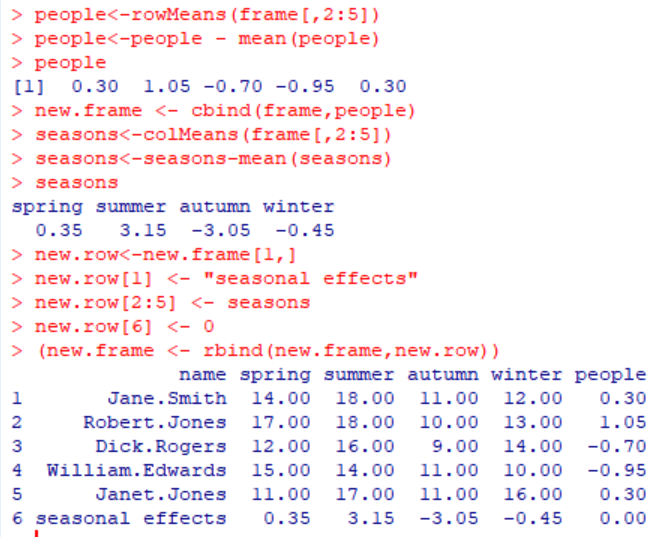 > people<-rowMeans(frame[,2:5])
> people<-people - mean(people)
> people
[1]  0.30  1.05 -0.70 -0.95  0.30
> new.frame <- cbind(frame,people)
> seasons<-colMeans(frame[,2:5])
> seasons<-seasons-mean(seasons)
> seasons
spring summer autumn winter
  0.35   3.15  -3.05  -0.45
> new.row<-new.frame[1,]
> new.row[1] <- "seasonal effects"
> new.row[2:5] <- seasons
> new.row[6] <- 0
> (new.frame <- rbind(new.frame,new.row))
              name spring summer autumn winter people
1       Jane.Smith  14.00  18.00  11.00  12.00   0.30
2     Robert.Jones  17.00  18.00  10.00  13.00   1.05
3      Dick.Rogers  12.00  16.00   9.00  14.00  -0.70
4  William.Edwards  15.00  14.00  11.00  10.00  -0.95
5      Janet.Jones  11.00  17.00  11.00  16.00   0.30
6 seasonal effects   0.35   3.15  -3.05  -0.45   0.00